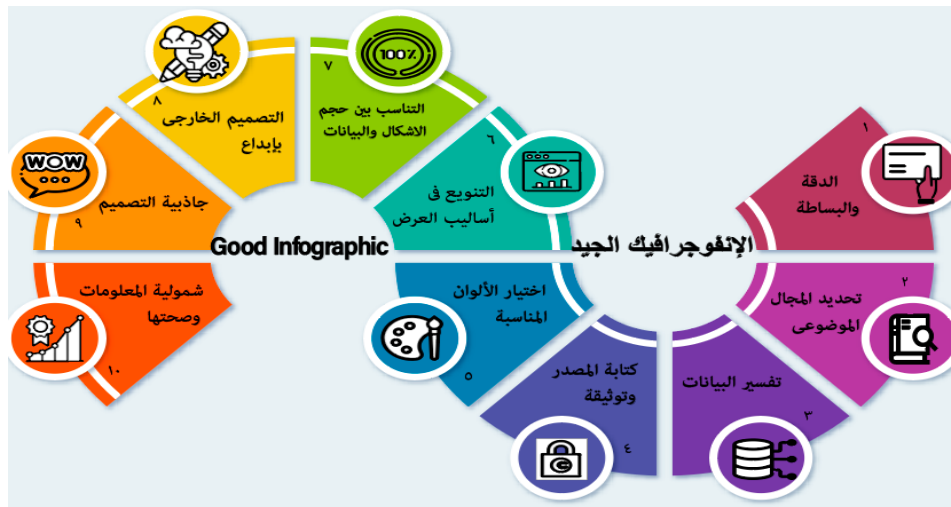 الإنفوجرافيك الجيد
Good Infographic
١
الدقة
والبساطة
٢
تحديد المجال
الموضوعى
٣
تفسير البيانات
٤
كتابة المصدر
وتوثيقة
٥
اختيار الألوان
المناسبة
٦
التنويع فى
أساليب العرض
٧
100%
التناسب بين حجم
الاشكال والبيانات
٨
التصميم الخارجى
بإبداع
٩
WOW
جاذبية التصميم
١٠
شمولية المعلومات
وصحتها